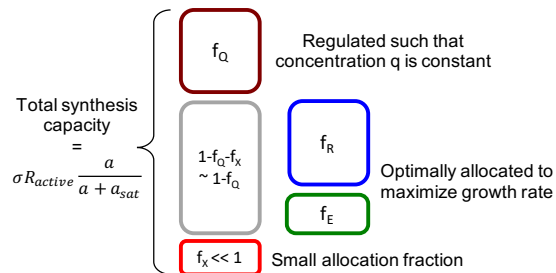 f_Q
Regulated such that
concentration q is constant
Total synthesis
capacity
=
σR_active a/(a + a_sat)
1-f_Q-f_X
~ 1-f_Q
f_R
f_E
Optimally allocated to
maximize growth rate
f_X << 1
Small allocation fraction